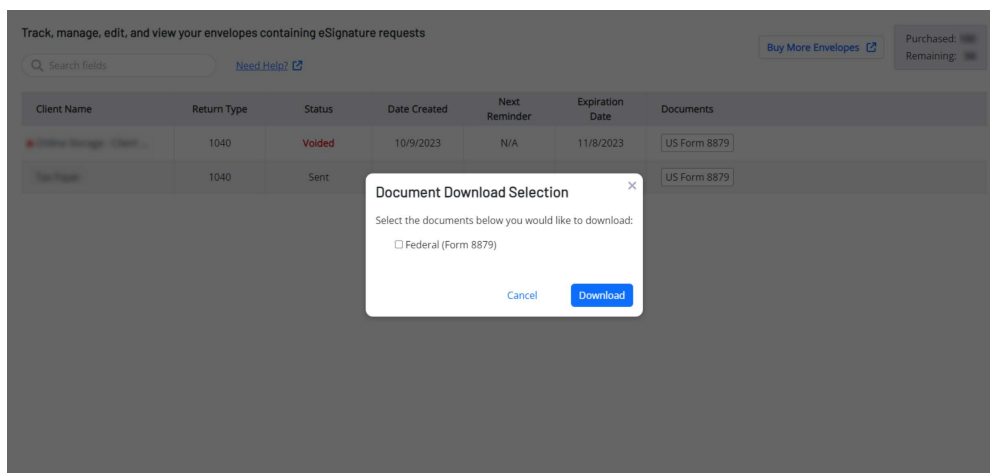 Track, manage, edit, and view your envelopes containing eSignature requests
Search fields
Need Help?
Buy More Envelopes
Purchased:
Remaining:
Client Name Return Type Status Date Created Next Reminder Expiration Date Documents
1040 Voided 10/9/2023 N/A 11/8/2023 US Form 8879
1040 Sent US Form 8879
Document Download Selection
Select the documents below you would like to download:
Federal (Form 8879)
Cancel Download